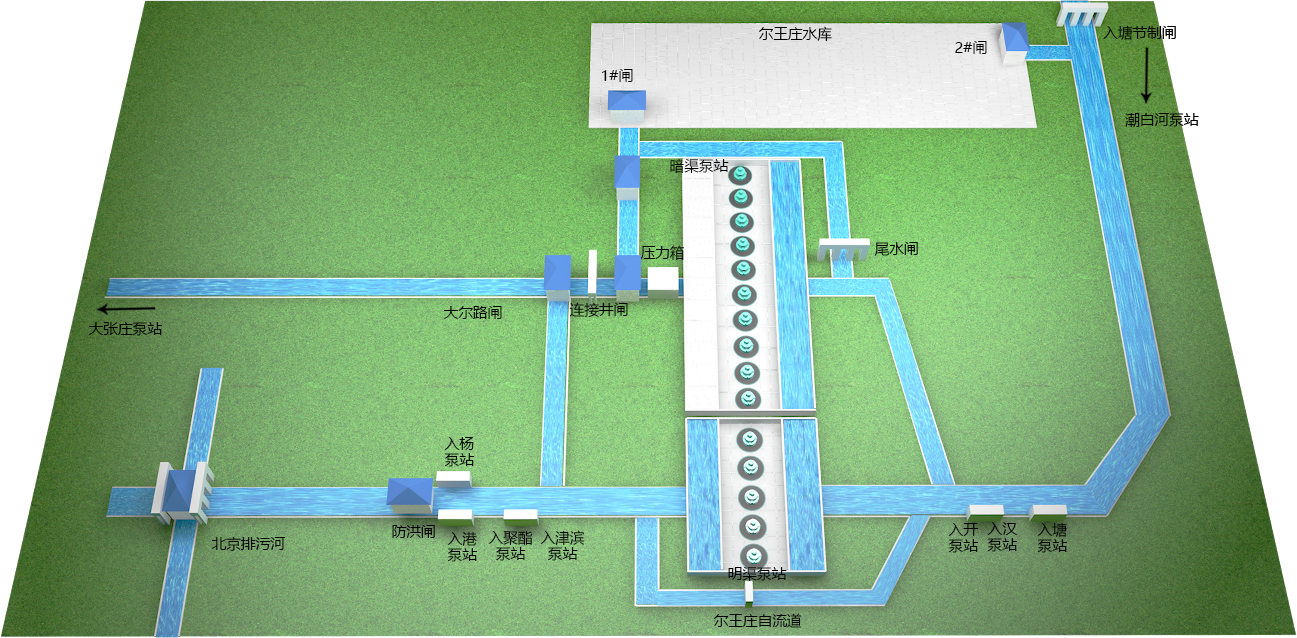 尔王庄水库
入塘节制闸
2#闸
1#闸
潮白河泵站
暗渠泵站
压力箱
尾水闸
大尔路闸
连接井闸
大张庄泵站
入杨
泵站
北京排污河
防洪闸
入港
泵站
入聚酯
泵站
入津滨
泵站
入开
泵站
入汉
泵站
入塘
泵站
明渠泵站
尔王庄自流道